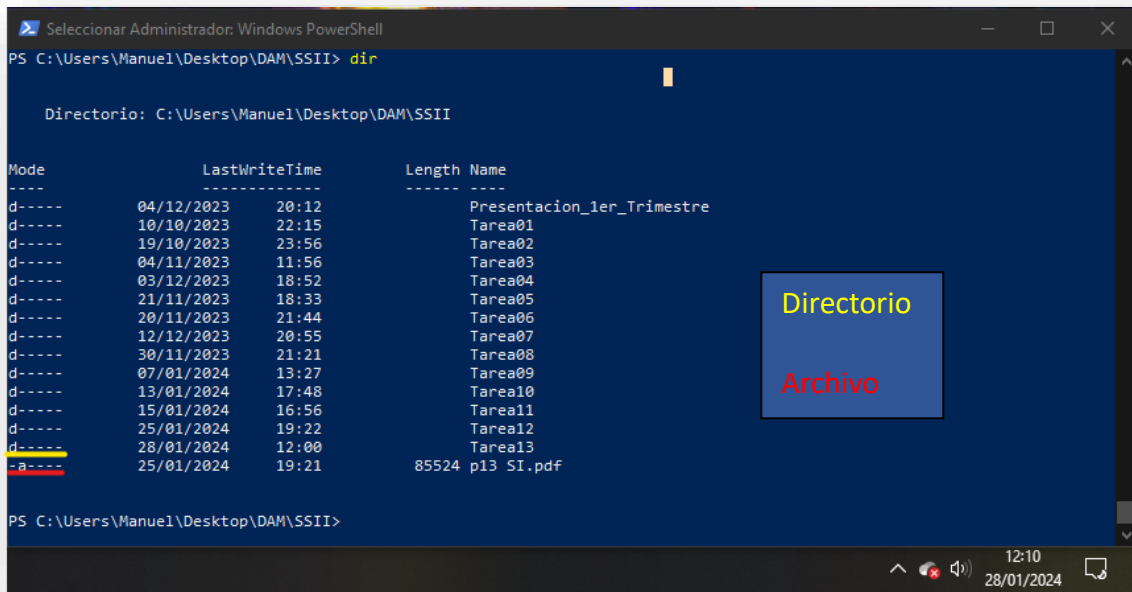 Seleccionar Administrador: Windows PowerShell
PS C:\Users\Manuel\Desktop\DAM\SSII> dir
Directorio: C:\Users\Manuel\Desktop\DAM\SSII
Mode LastWriteTime Length Name
---- ------------- ------ ----
d----- 04/12/2023 20:12 Presentacion_1er_Trimestre
d----- 10/10/2023 22:15 Tarea01
d----- 19/10/2023 23:56 Tarea02
d----- 04/11/2023 11:56 Tarea03
d----- 03/12/2023 18:52 Tarea04
d----- 21/11/2023 18:33 Tarea05
d----- 20/11/2023 21:44 Tarea06
d----- 12/12/2023 20:55 Tarea07
d----- 30/11/2023 21:21 Tarea08
d----- 07/01/2024 13:27 Tarea09
d----- 13/01/2024 17:48 Tarea10
d----- 15/01/2024 16:56 Tarea11
d----- 25/01/2024 19:22 Tarea12
d----- 28/01/2024 12:00 Tarea13
-a---- 25/01/2024 19:21 85524 p13 SI.pdf
Directorio
Archivo
PS C:\Users\Manuel\Desktop\DAM\SSII>
12:10
28/01/2024